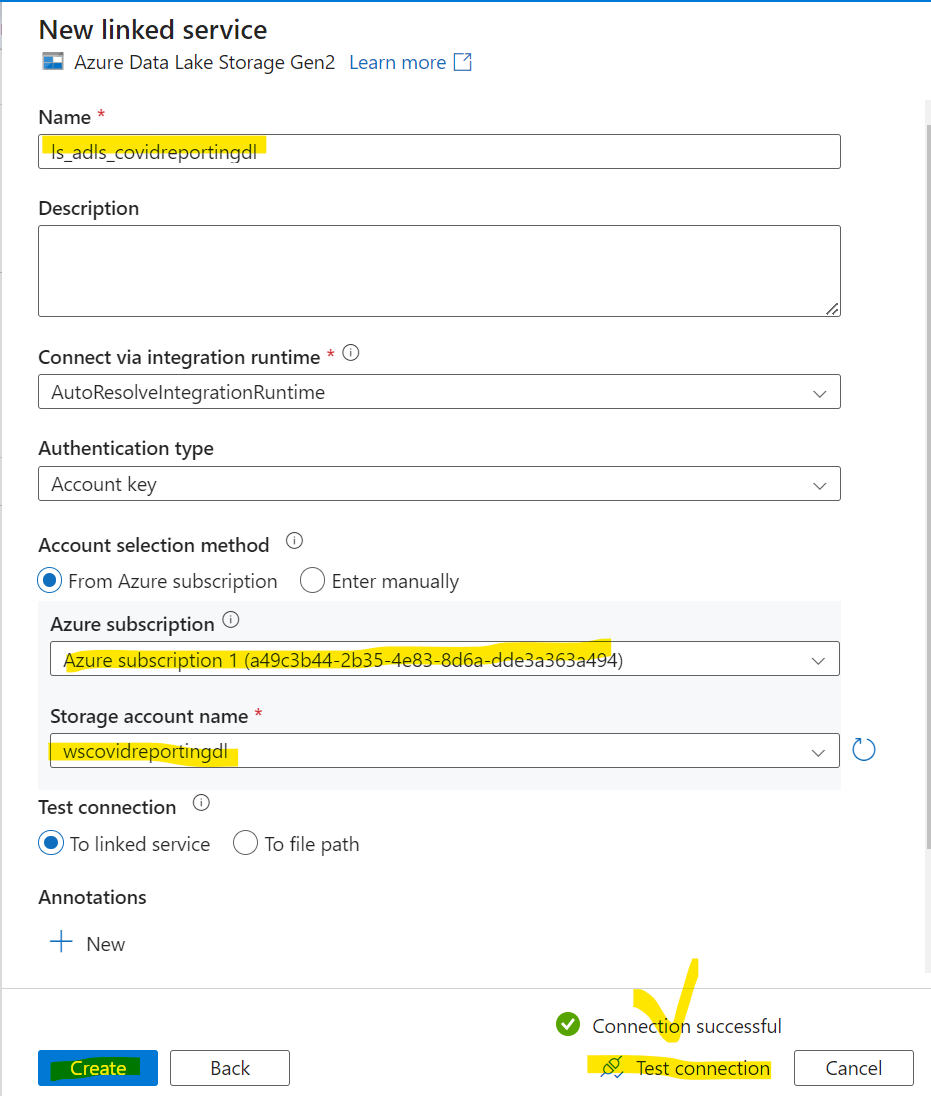 New linked service
Azure Data Lake Storage Gen2 Learn more
Name *
ls_adls_covidreportingdl
Description
Connect via integration runtime *
AutoResolveIntegrationRuntime
Authentication type
Account key
Account selection method
From Azure subscription Enter manually
Azure subscription
Azure subscription 1 (a49c3b44-2b35-4e83-8d6a-dde3a363a494)
Storage account name *
wscovidreportingdl
Test connection
To linked service To file path
Annotations
New
Connection successful
Create Back Test connection Cancel